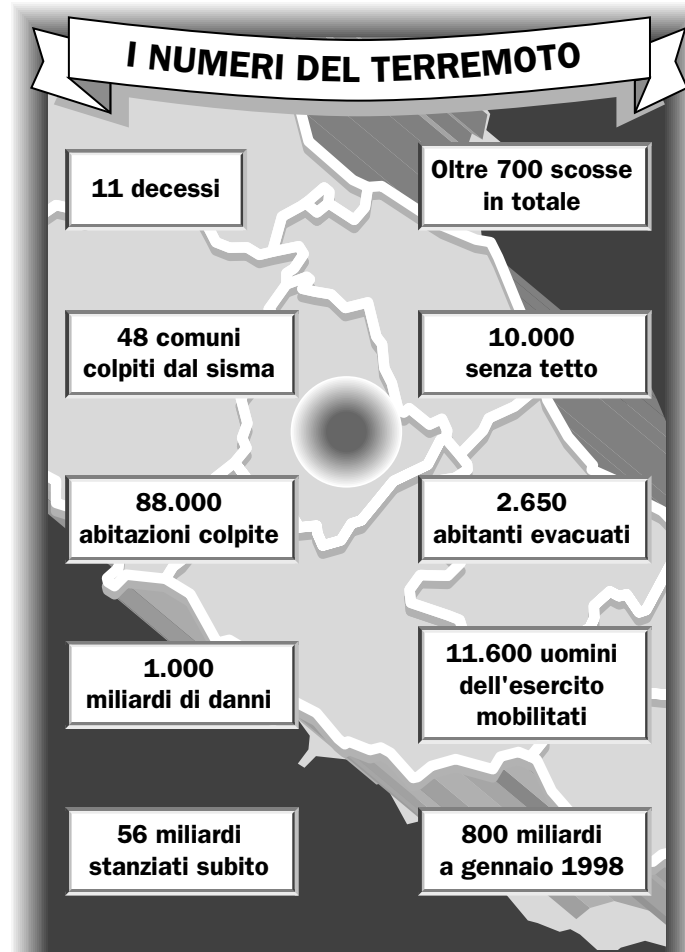 I NUMERI DEL TERREMOTO
11 decessi
Oltre 700 scosse
in totale
48 comuni
colpiti dal sisma
10.000
senza tetto
88.000
abitazioni colpite
2.650
abitanti evacuati
1.000
miliardi di danni
11.600 uomini
dell'esercito
mobilitati
56 miliardi
stanziati subito
800 miliardi
a gennaio 1998